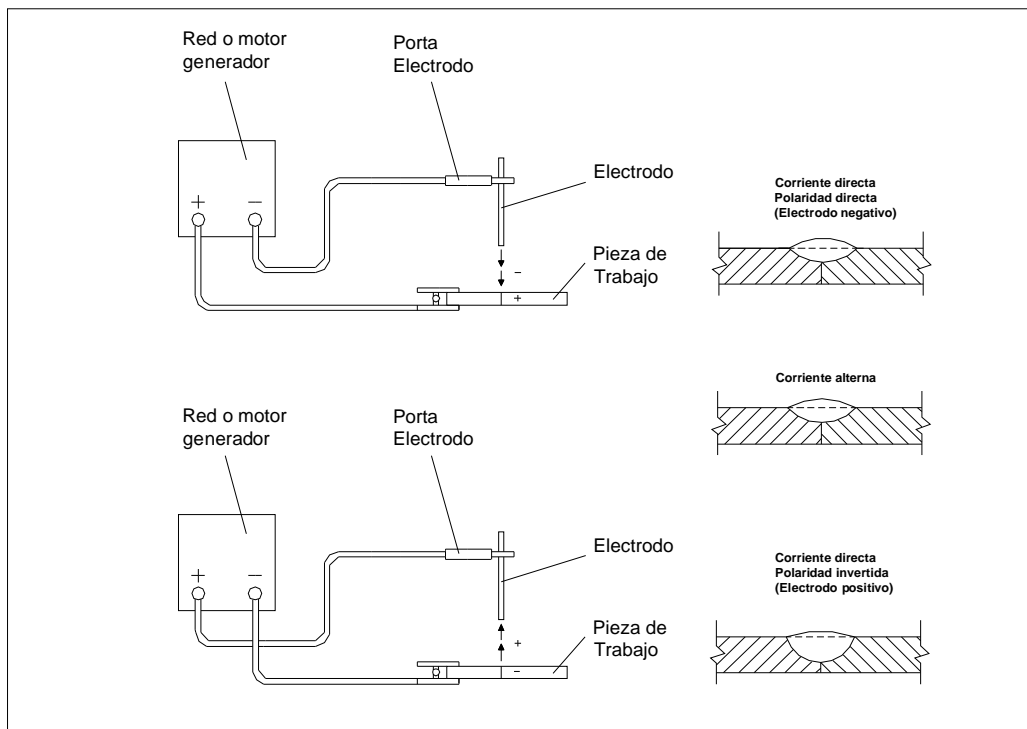 Red o motor
generador
Porta
Electrodo
+
−
Electrodo
−
Pieza de
Trabajo
+
Corriente directa
Polaridad directa
(Electrodo negativo)
Corriente alterna
Red o motor
generador
Porta
Electrodo
+
−
Electrodo
+
Pieza de
Trabajo
−
Corriente directa
Polaridad invertida
(Electrodo positivo)